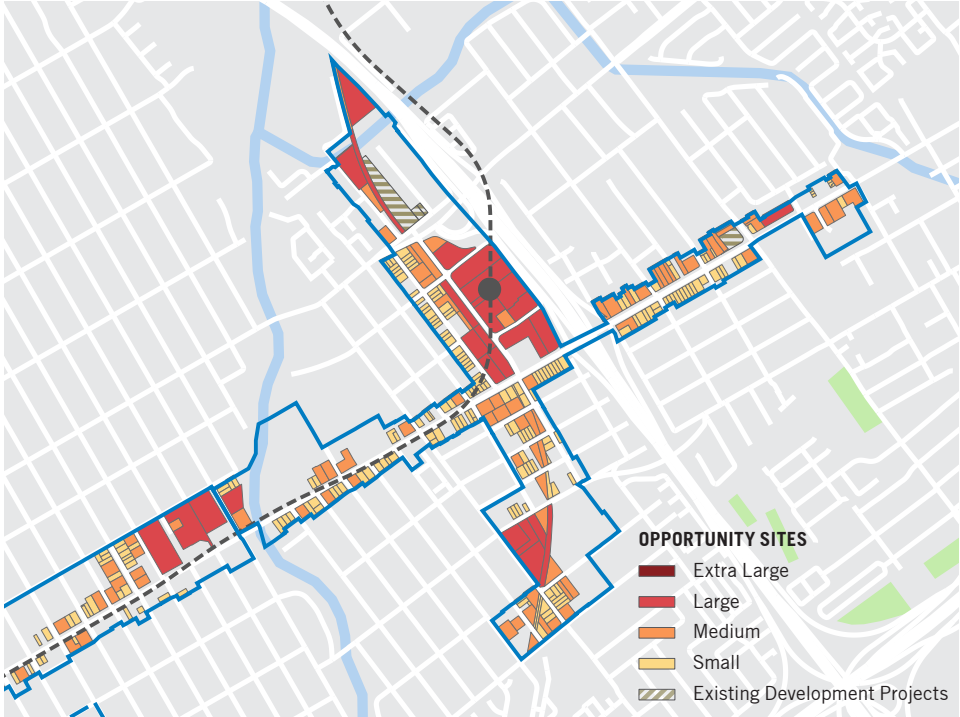 OPPORTUNITY SITES
Extra Large
Large
Medium
Small
Existing Development Projects